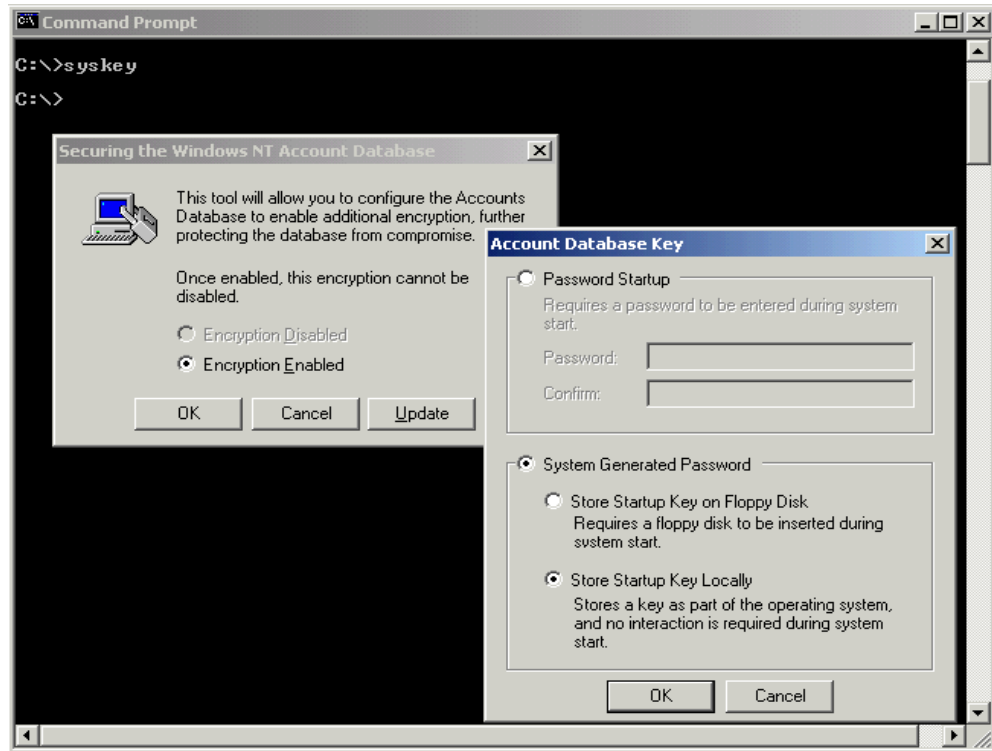 Command Prompt
C:\>syskey
C:\>
Securing the Windows NT Account Database
This tool will allow you to configure the Accounts
Database to enable additional encryption, further
protecting the database from compromise.
Once enabled, this encryption cannot be
disabled.
Encryption Disabled
Encryption Enabled
OK
Cancel
Update
Account Database Key
Password Startup
Requires a password to be entered during system
start.
Password:
Confirm:
System Generated Password
Store Startup Key on Floppy Disk
Requires a floppy disk to be inserted during
system start.
Store Startup Key Locally
Stores a key as part of the operating system,
and no interaction is required during system
start.
OK
Cancel